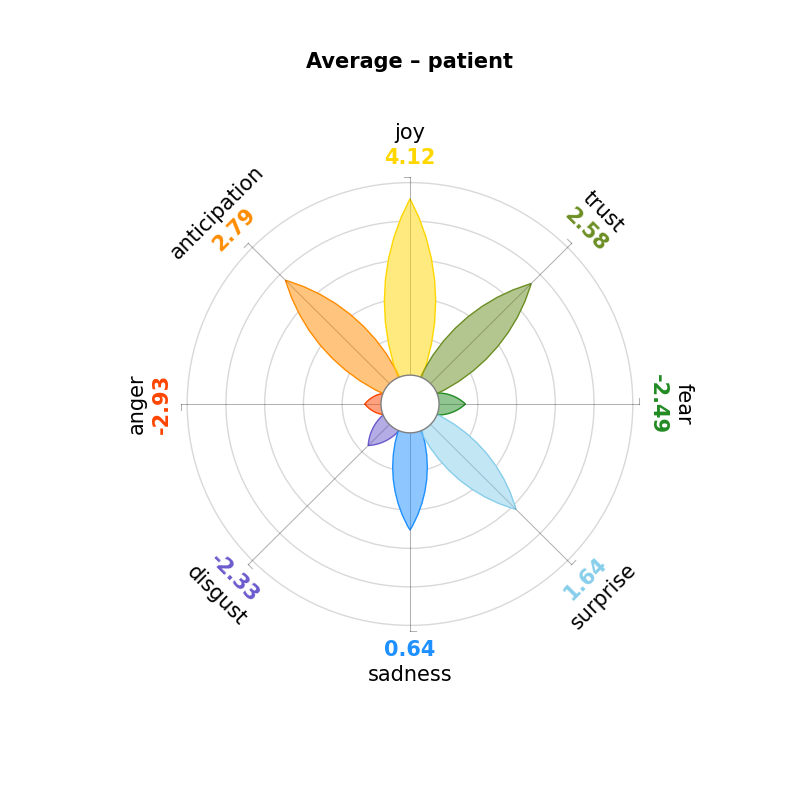 Average – patient
joy
4.12
trust
2.58
fear
-2.49
surprise
1.64
sadness
0.64
disgust
-2.33
anger
-2.93
anticipation
2.79